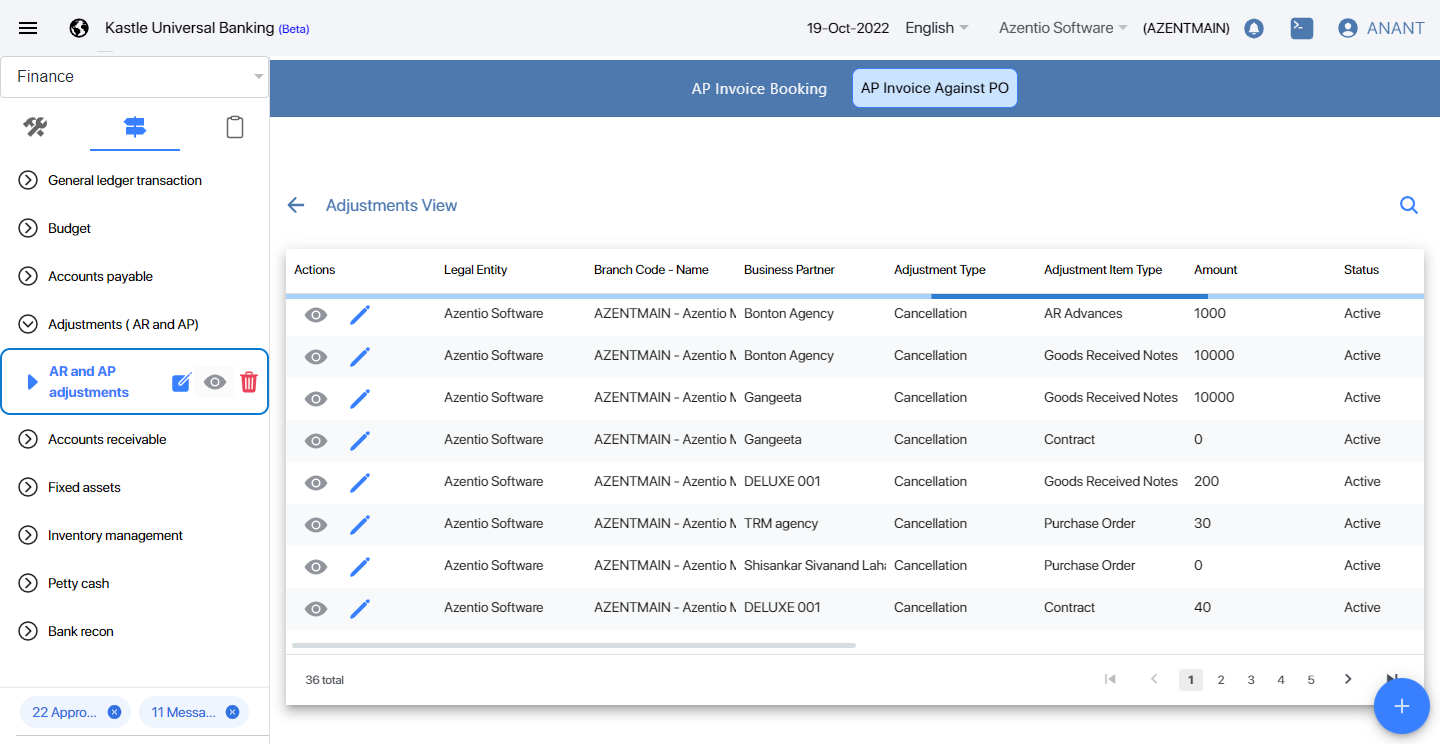 Kastle Universal Banking (Beta)
19-Oct-2022 English Azentio Software (AZENTMAIN) ANANT
Finance
AP Invoice Booking AP Invoice Against PO
General ledger transaction
Budget
Accounts payable
Adjustments ( AR and AP)
AR and AP
adjustments
Accounts receivable
Fixed assets
Inventory management
Petty cash
Bank recon
22 Appro... 11 Messa...
Adjustments View
Actions Legal Entity Branch Code - Name Business Partner Adjustment Type Adjustment Item Type Amount Status
Azentio Software AZENTMAIN - Azentio M Bonton Agency Cancellation AR Advances 1000 Active
Azentio Software AZENTMAIN - Azentio M Bonton Agency Cancellation Goods Received Notes 10000 Active
Azentio Software AZENTMAIN - Azentio M Gangeeta Cancellation Goods Received Notes 10000 Active
Azentio Software AZENTMAIN - Azentio M Gangeeta Cancellation Contract 0 Active
Azentio Software AZENTMAIN - Azentio M DELUXE 001 Cancellation Goods Received Notes 200 Active
Azentio Software AZENTMAIN - Azentio M TRM agency Cancellation Purchase Order 30 Active
Azentio Software AZENTMAIN - Azentio M Shisankar Sivanand Laha Cancellation Purchase Order 0 Active
Azentio Software AZENTMAIN - Azentio M DELUXE 001 Cancellation Contract 40 Active
36 total 1 2 3 4 5